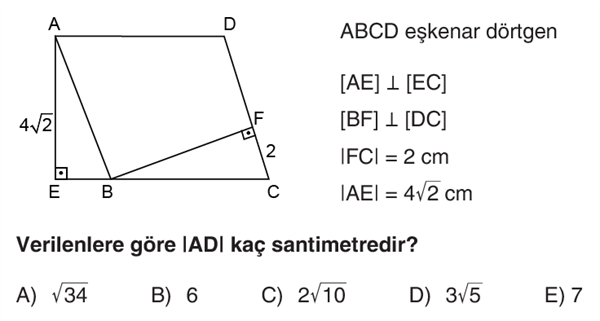 A D
ABCD eşkenar dörtgen
[AE] ⊥ [EC]
4√2 F
[BF] ⊥ [DC]
2
|FC| = 2 cm
E B C
|AE| = 4√2 cm
Verilenlere göre |AD| kaç santimetredir?
A) √34 B) 6 C) 2√10 D) 3√5 E) 7